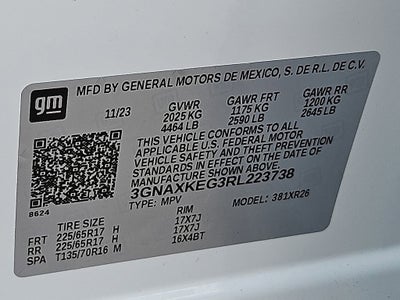 gm
MFD BY GENERAL MOTORS DE MEXICO, S. DE R.L. DE C.V.
11/23 GVWR GAWR FRT GAWR RR
2025 KG 1175 KG 1200 KG
4464 LB 2590 LB 2645 LB
THIS VEHICLE CONFORMS TO ALL
APPLICABLE U.S. FEDERAL MOTOR
VEHICLE SAFETY AND THEFT PREVENTION
STANDARDS IN EFFECT ON THE DATE OF
MANUFACTURE SHOWN ABOVE.
3GNAXKEG3RL223738
8624
TYPE: MPV MODEL: 381XR26
TIRE SIZE RIM
FRT 225/65R17 H 17X7J
RR 225/65R17 H 17X7J
SPA T135/70R16 M 16X4BT